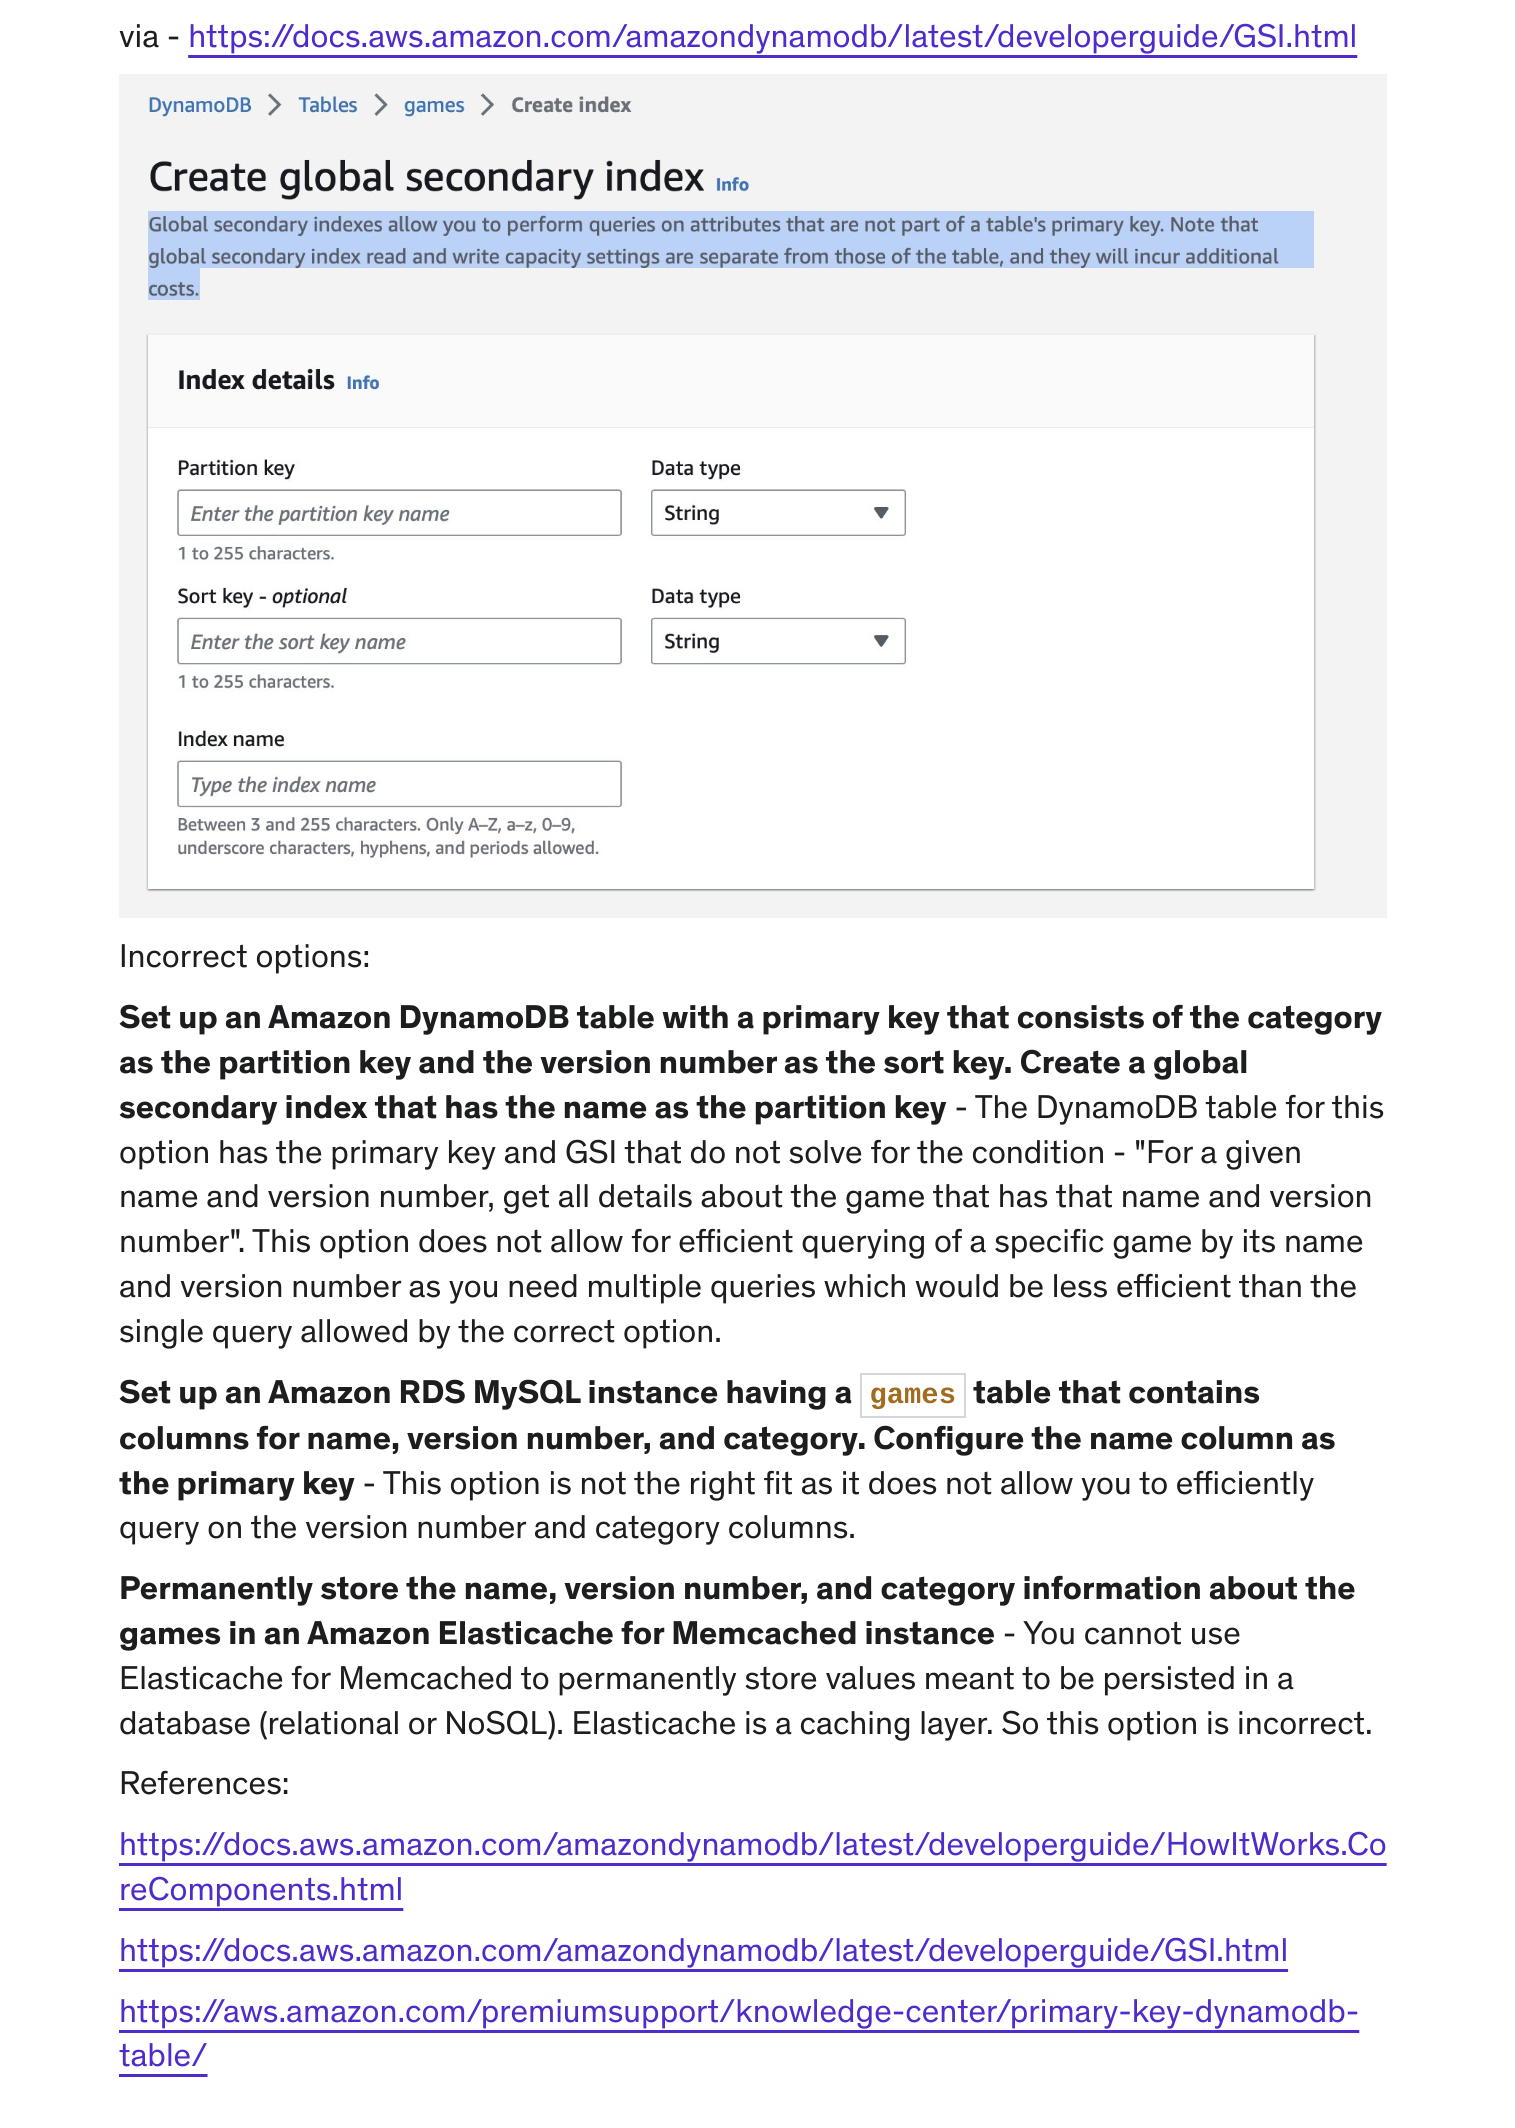 via - https://docs.aws.amazon.com/amazondynamodb/latest/developerguide/GSI.html
DynamoDB > Tables > games > Create index
Create global secondary index Info
Global secondary indexes allow you to perform queries on attributes that are not part of a table's primary key. Note that
global secondary index read and write capacity settings are separate from those of the table, and they will incur additional
costs.
Index details Info
Partition key Data type
Enter the partition key name String
1 to 255 characters.
Sort key - optional Data type
Enter the sort key name String
1 to 255 characters.
Index name
Type the index name
Between 3 and 255 characters. Only A–Z, a–z, 0–9,
underscore characters, hyphens, and periods allowed.
Incorrect options:
Set up an Amazon DynamoDB table with a primary key that consists of the category
as the partition key and the version number as the sort key. Create a global
secondary index that has the name as the partition key - The DynamoDB table for this
option has the primary key and GSI that do not solve for the condition - "For a given
name and version number, get all details about the game that has that name and version
number". This option does not allow for efficient querying of a specific game by its name
and version number as you need multiple queries which would be less efficient than the
single query allowed by the correct option.
Set up an Amazon RDS MySQL instance having a games table that contains
columns for name, version number, and category. Configure the name column as
the primary key - This option is not the right fit as it does not allow you to efficiently
query on the version number and category columns.
Permanently store the name, version number, and category information about the
games in an Amazon Elasticache for Memcached instance - You cannot use
Elasticache for Memcached to permanently store values meant to be persisted in a
database (relational or NoSQL). Elasticache is a caching layer. So this option is incorrect.
References:
https://docs.aws.amazon.com/amazondynamodb/latest/developerguide/HowItWorks.Co
reComponents.html
https://docs.aws.amazon.com/amazondynamodb/latest/developerguide/GSI.html
https://aws.amazon.com/premiumsupport/knowledge-center/primary-key-dynamodb-
table/